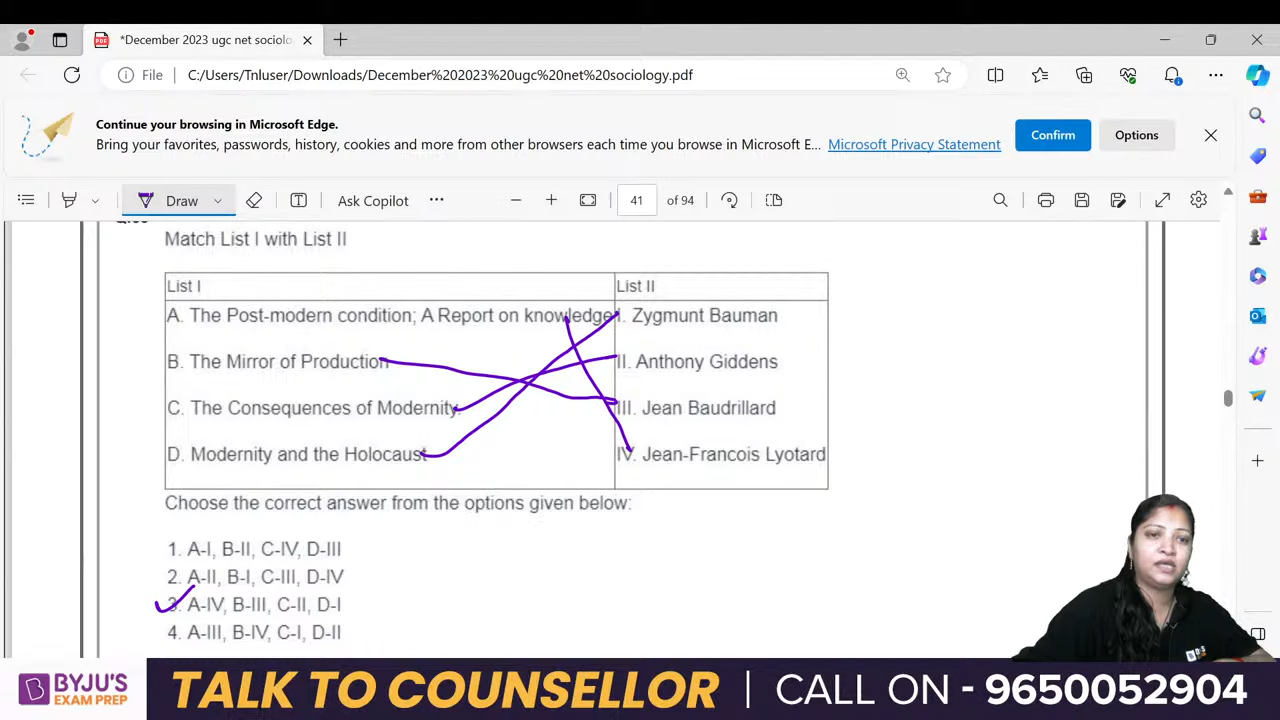 *December 2023 ugc net sociolo
File C:/Users/Tnluser/Downloads/December%202023%20ugc%20net%20sociology.pdf
Continue your browsing in Microsoft Edge.
Bring your favorites, passwords, history, cookies and more from other browsers each time you browse in Microsoft E... Microsoft Privacy Statement
Confirm
Options
Draw
Ask Copilot
41 of 94
Match List I with List II
List I List II
A. The Post-modern condition; A Report on knowledge I. Zygmunt Bauman
B. The Mirror of Production II. Anthony Giddens
C. The Consequences of Modernity. III. Jean Baudrillard
D. Modernity and the Holocaust IV. Jean-Francois Lyotard
Choose the correct answer from the options given below:
1. A-I, B-II, C-IV, D-III
2. A-II, B-I, C-III, D-IV
3. A-IV, B-III, C-II, D-I
4. A-III, B-IV, C-I, D-II
BYJU'S
EXAM PREP
TALK TO COUNSELLOR | CALL ON - 9650052904